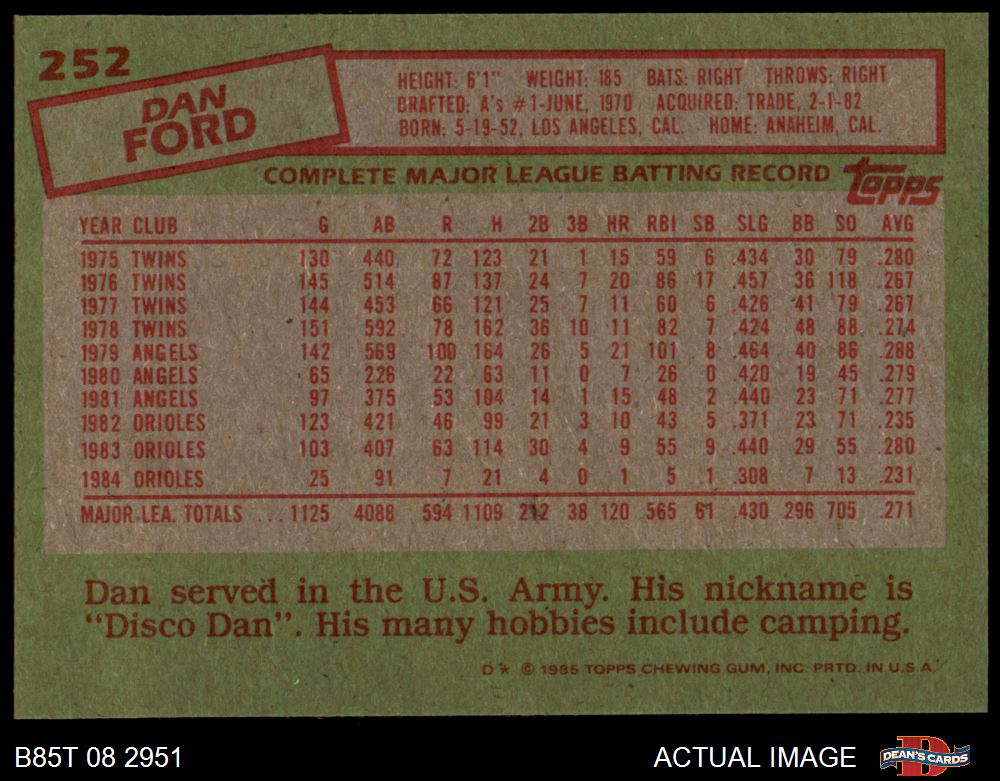 252
DAN
FORD
HEIGHT: 6'1" WEIGHT: 185 BATS: RIGHT THROWS: RIGHT
DRAFTED: A's #1-JUNE, 1970 ACQUIRED: TRADE, 2-1-82
BORN: 5-19-52, LOS ANGELES, CAL. HOME: ANAHEIM, CAL.
COMPLETE MAJOR LEAGUE BATTING RECORD topps
YEAR CLUB G AB R H 2B 3B HR RBI SB SLG BB SO AVG
1975 TWINS 130 440 72 123 21 1 15 59 6 .434 30 79 .280
1976 TWINS 145 514 87 137 24 7 20 86 17 .457 36 118 .267
1977 TWINS 144 453 66 121 25 7 11 60 6 .426 41 79 .267
1978 TWINS 151 592 78 162 36 10 11 82 7 .424 48 88 .274
1979 ANGELS 142 569 100 164 26 5 21 101 8 .464 40 86 .288
1980 ANGELS 65 226 22 63 11 0 7 26 0 .420 19 45 .279
1981 ANGELS 97 375 53 104 14 1 15 48 2 .440 23 71 .277
1982 ORIOLES 123 421 46 99 21 3 10 43 5 .371 23 71 .235
1983 ORIOLES 103 407 63 114 30 4 9 55 9 .440 29 55 .280
1984 ORIOLES 25 91 7 21 4 0 1 5 1 .308 7 13 .231
MAJOR LEA. TOTALS ... 1125 4088 594 1109 212 38 120 565 61 .430 296 705 .271
Dan served in the U.S. Army. His nickname is
"Disco Dan". His many hobbies include camping.
D* © 1985 TOPPS CHEWING GUM, INC. PRTD. IN U.S.A.
B85T 08 2951 ACTUAL IMAGE DEAN'S CARDS